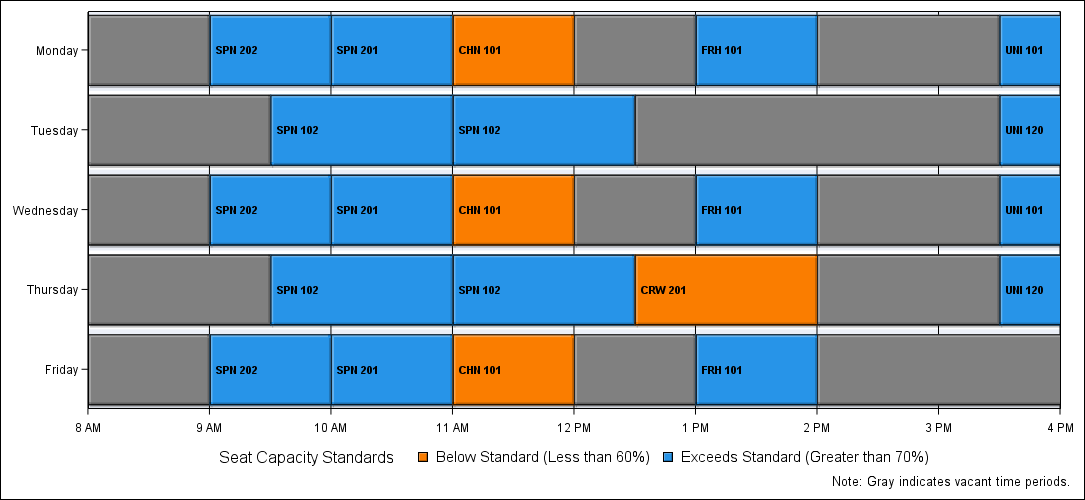 Monday SPN 202 SPN 201 CHN 101 FRH 101 UNI 101
Tuesday SPN 102 SPN 102 UNI 120
Wednesday SPN 202 SPN 201 CHN 101 FRH 101 UNI 101
Thursday SPN 102 SPN 102 CRW 201 UNI 120
Friday SPN 202 SPN 201 CHN 101 FRH 101
8 AM 9 AM 10 AM 11 AM 12 PM 1 PM 2 PM 3 PM 4 PM
Seat Capacity Standards Below Standard (Less than 60%) Exceeds Standard (Greater than 70%)
Note: Gray indicates vacant time periods.